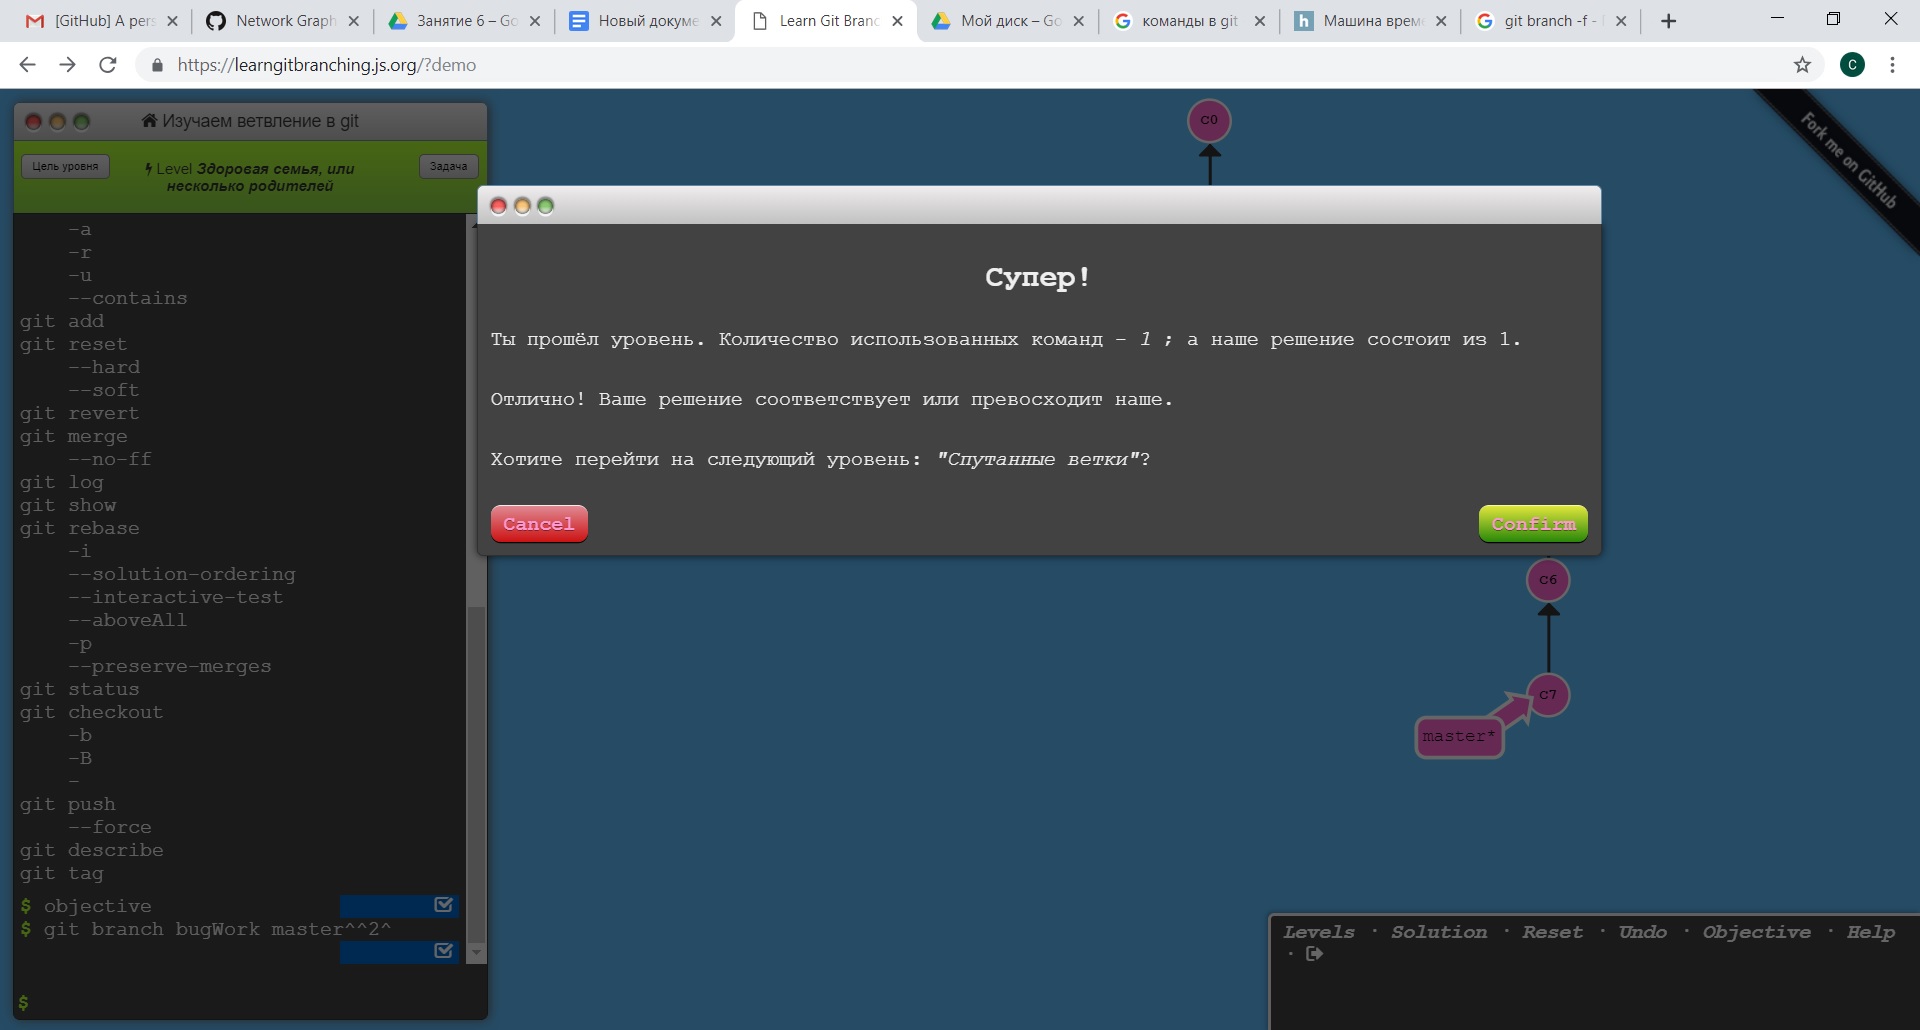 [GitHub] A pers
Network Graph
Занятие 6 – Go
Новый докуме
Learn Git Branc
Мой диск – Go
команды в git
Машина врем
git branch -f -
https://learngitbranching.js.org/?demo
C
Изучаем ветвление в git
Цель уровня
Level Здоровая семья, или
несколько родителей
Задача
-a
-r
-u
--contains
git add
git reset
--hard
--soft
git revert
git merge
--no-ff
git log
git show
git rebase
-i
--solution-ordering
--interactive-test
--aboveAll
-p
--preserve-merges
git status
git checkout
-b
-B
-
git push
--force
git describe
git tag
$ objective
$ git branch bugWork master^^2^
$
C0
Fork me on GitHub
Супер!
Ты прошёл уровень. Количество использованных команд - 1 ; а наше решение состоит из 1.
Отлично! Ваше решение соответствует или превосходит наше.
Хотите перейти на следующий уровень: "Спутанные ветки"?
Cancel
Confirm
C6
C7
master*
Levels · Solution · Reset · Undo · Objective · Help
·